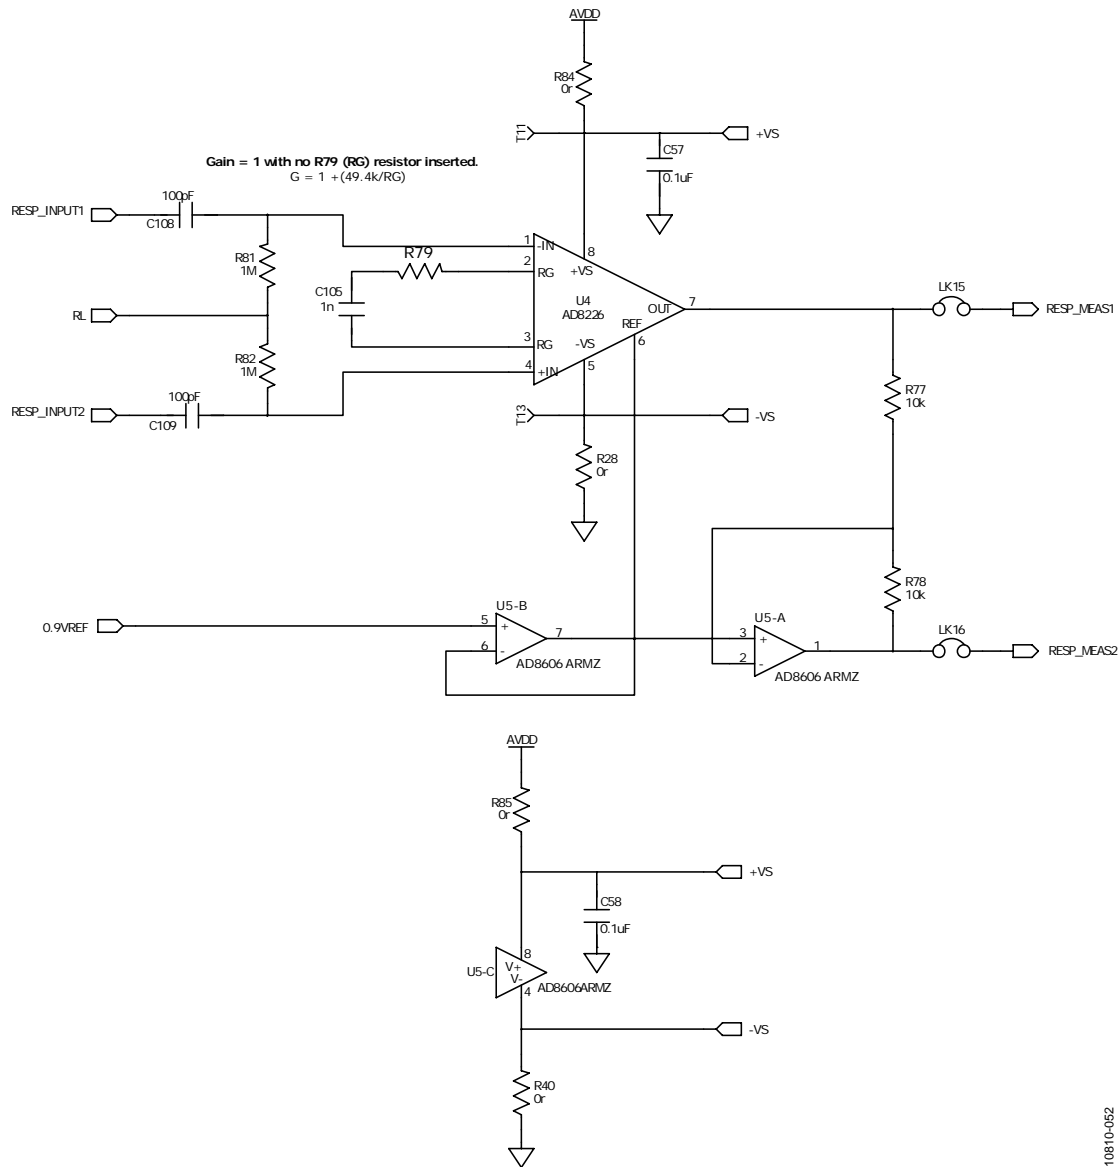 AVDD
R84
0r
T11
+VS
C57
0.1uF
Gain = 1 with no R79 (RG) resistor inserted.
G = 1 +(49.4k/RG)
100pF
RESP_INPUT1
C108
R81
1M
R79
1
-IN
2
RG
8
+VS
C105
1n
U4
AD8226
OUT
7
LK15
RESP_MEAS1
RL
REF
6
R82
1M
3
RG
-VS
4
+IN
5
100pF
RESP_INPUT2
C109
T13
-VS
R77
10k
R28
0r
R78
10k
U5-B
0.9VREF
5
+
6
-
7
AD8606 ARMZ
U5-A
3
+
2
-
1
AD8606 ARMZ
LK16
RESP_MEAS2
AVDD
R85
0r
+VS
C58
0.1uF
8
U5-C
V+
V-
4
AD8606ARMZ
-VS
R40
0r
10810-052